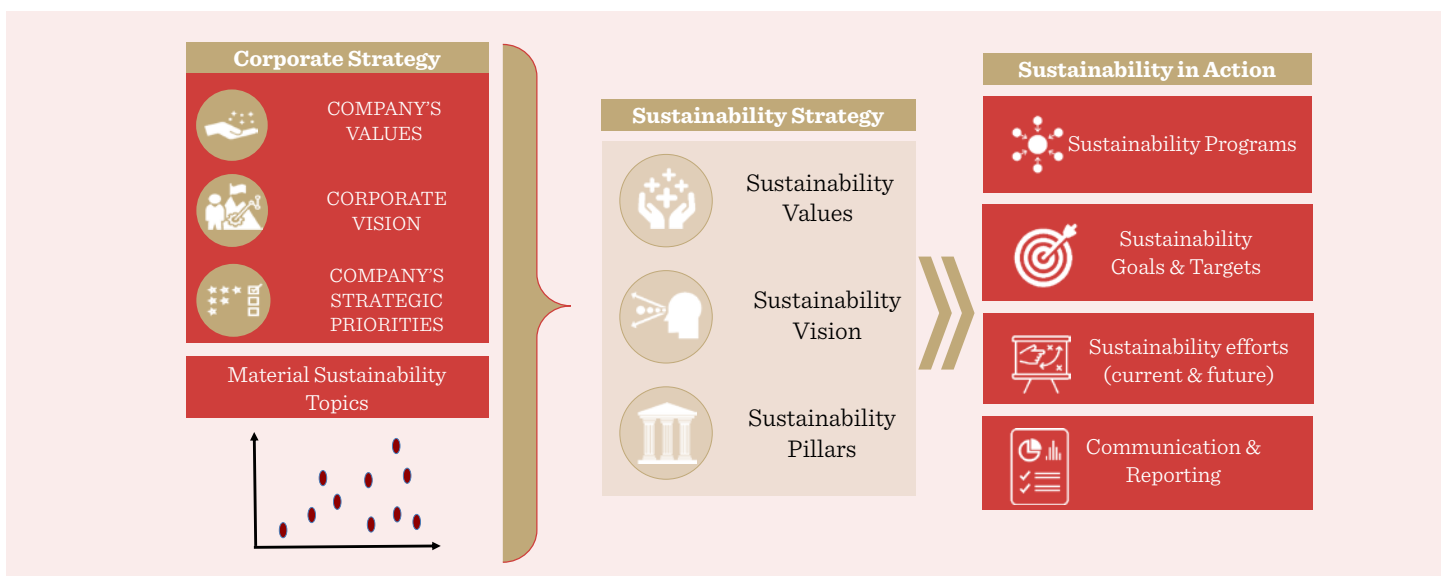 Corporate Strategy
COMPANY’S
VALUES
CORPORATE
VISION
COMPANY’S
STRATEGIC
PRIORITIES
Material Sustainability
Topics
Sustainability Strategy
Sustainability
Values
Sustainability
Vision
Sustainability
Pillars
Sustainability in Action
Sustainability Programs
Sustainability
Goals & Targets
Sustainability efforts
(current & future)
Communication &
Reporting